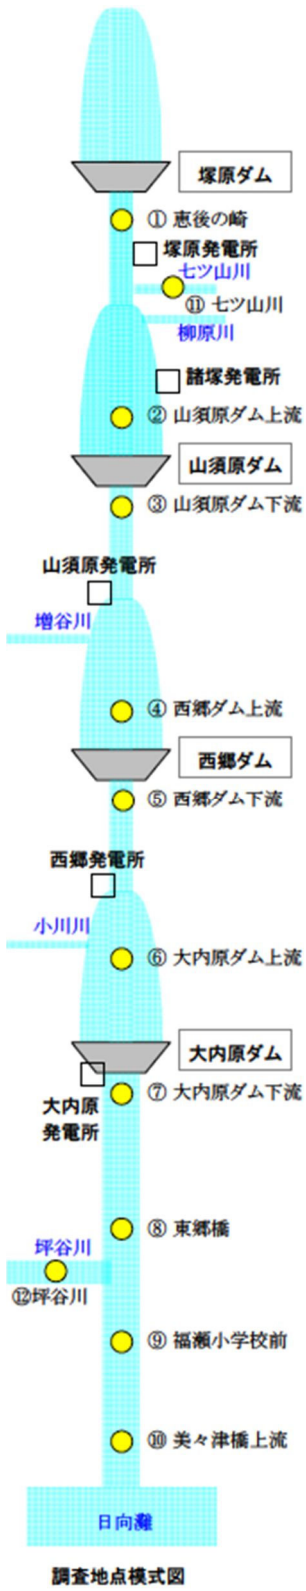 塚原ダム
① 恵後の崎
塚原発電所
七ツ山川
⑪ 七ツ山川
柳原川
諸塚発電所
② 山須原ダム上流
山須原ダム
③ 山須原ダム下流
山須原発電所
増谷川
④ 西郷ダム上流
西郷ダム
⑤ 西郷ダム下流
西郷発電所
小川川
⑥ 大内原ダム上流
大内原ダム
⑦ 大内原ダム下流
大内原
発電所
⑧ 東郷橋
坪谷川
⑫坪谷川
⑨ 福瀬小学校前
⑩ 美々津橋上流
日向灘
調査地点模式図